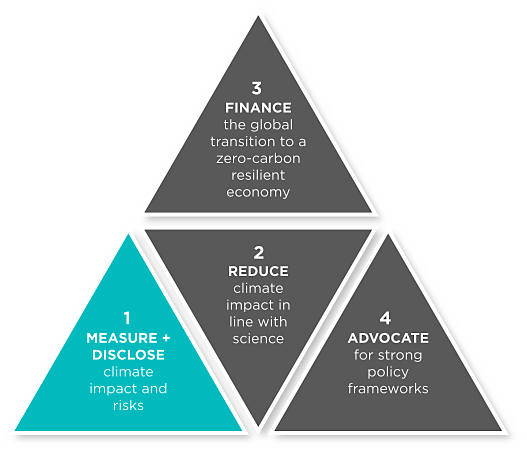 3
FINANCE
the global
transition to a
zero-carbon
resilient
economy
1
MEASURE +
DISCLOSE
climate
impact and
risks
2
REDUCE
climate
impact in
line with
science
4
ADVOCATE
for strong
policy
frameworks